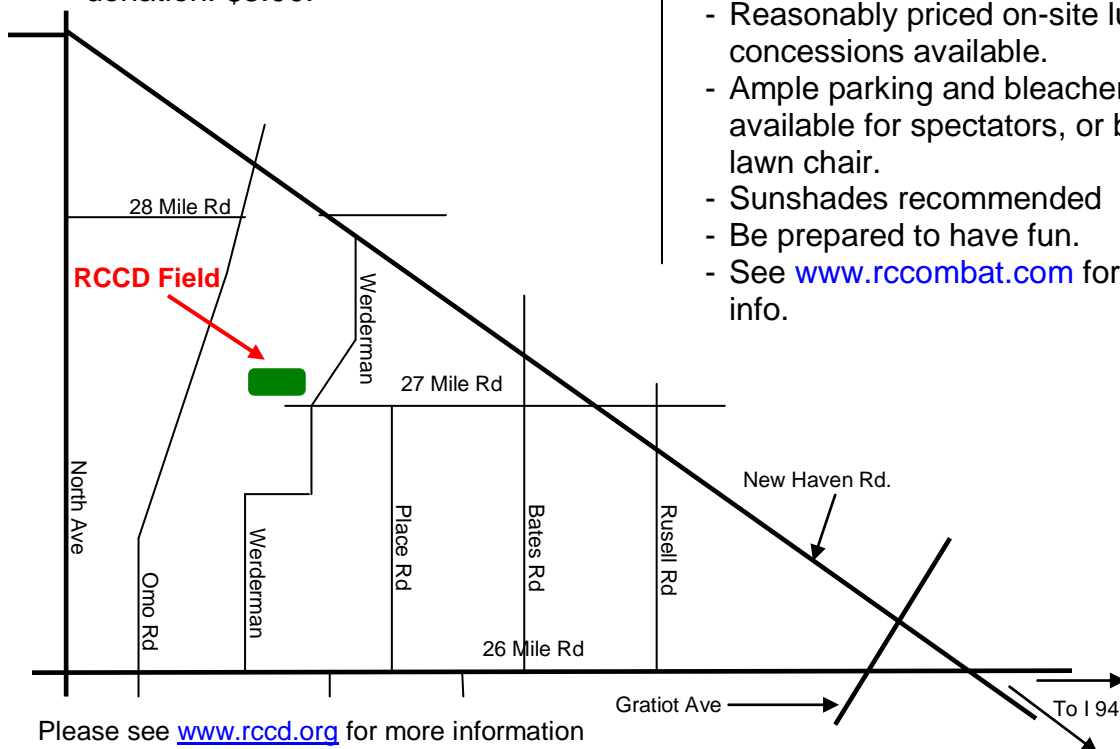 donation: $5.00.
- Reasonably priced on-site
concessions available.
- Ample parking and
available for spectators, or
lawn chair.
- Sunshades recommended
- Be prepared to have fun.
- See www.rccombat.com for
info.
28 Mile Rd
RCCD Field
Werderman
27 Mile Rd
North Ave
New Haven Rd.
Omo Rd
Werderman
Place Rd
Bates Rd
Rusell Rd
26 Mile Rd
Gratiot Ave
To I 94
Please see www.rccd.org for more information